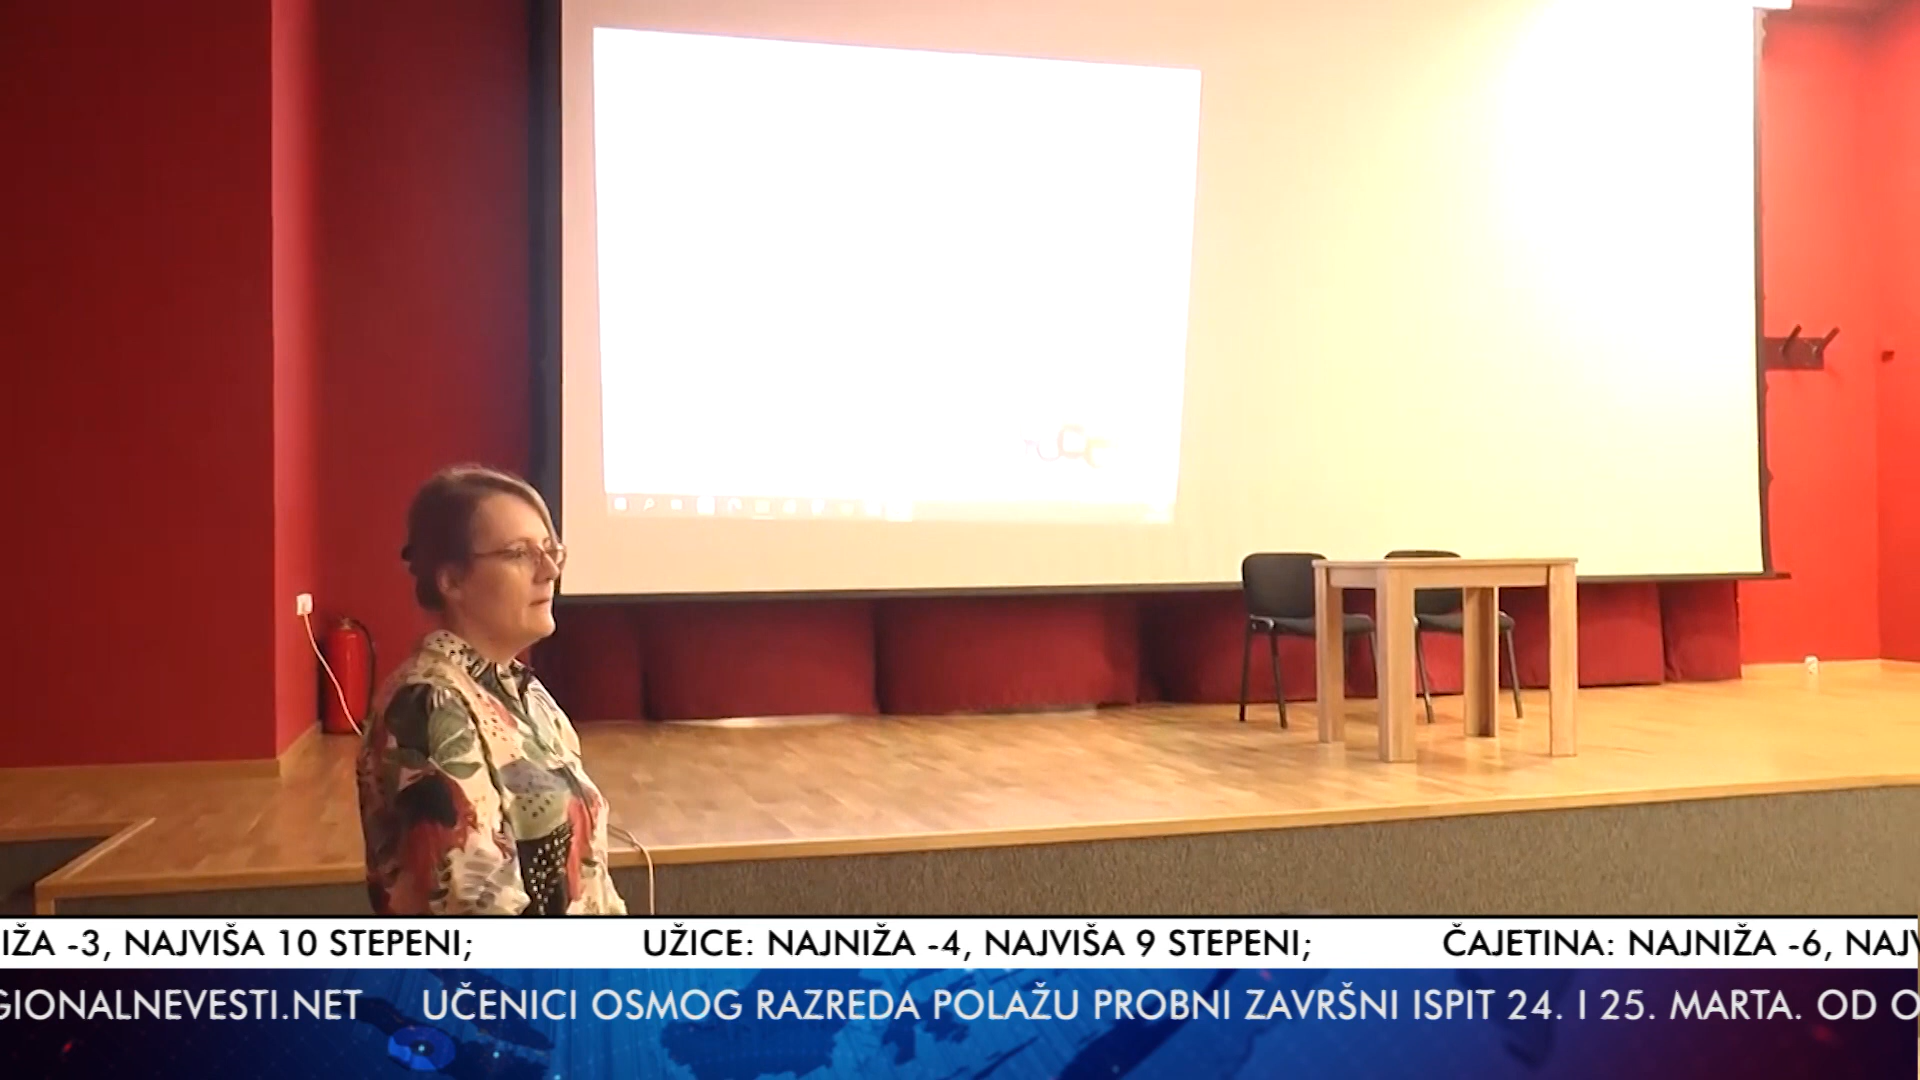 IŽA -3, NAJVIŠA 10 STEPENI; UŽICE: NAJNIŽA -4, NAJVIŠA 9 STEPENI; ČAJETINA: NAJNIŽA -6, NAJV
GIONALNEVESTI.NET UČENICI OSMOG RAZREDA POLAŽU PROBNI ZAVRŠNI ISPIT 24. I 25. MARTA. OD O